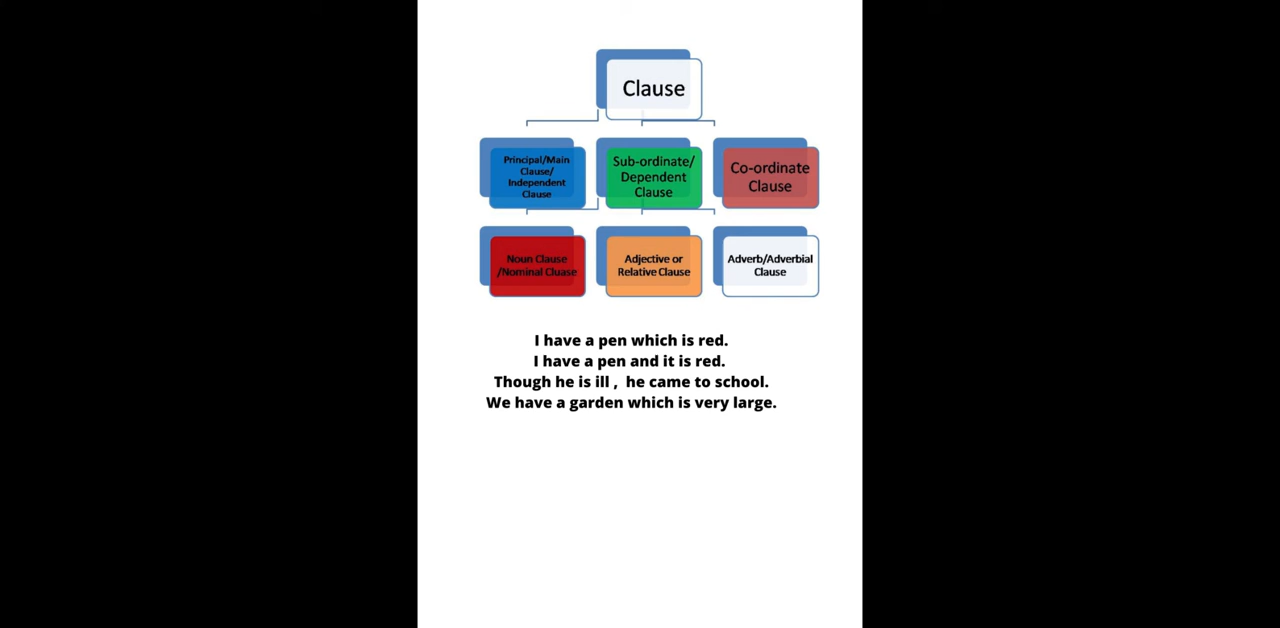 Clause
Principal/Main
Clause/
Independent
Clause
Sub-ordinate/
Dependent
Clause
Co-ordinate
Clause
Noun Clause
/Nominal Cluase
Adjective or
Relative Clause
Adverb/Adverbial
Clause
I have a pen which is red.
I have a pen and it is red.
Though he is ill ,  he came to school.
We have a garden which is very large.